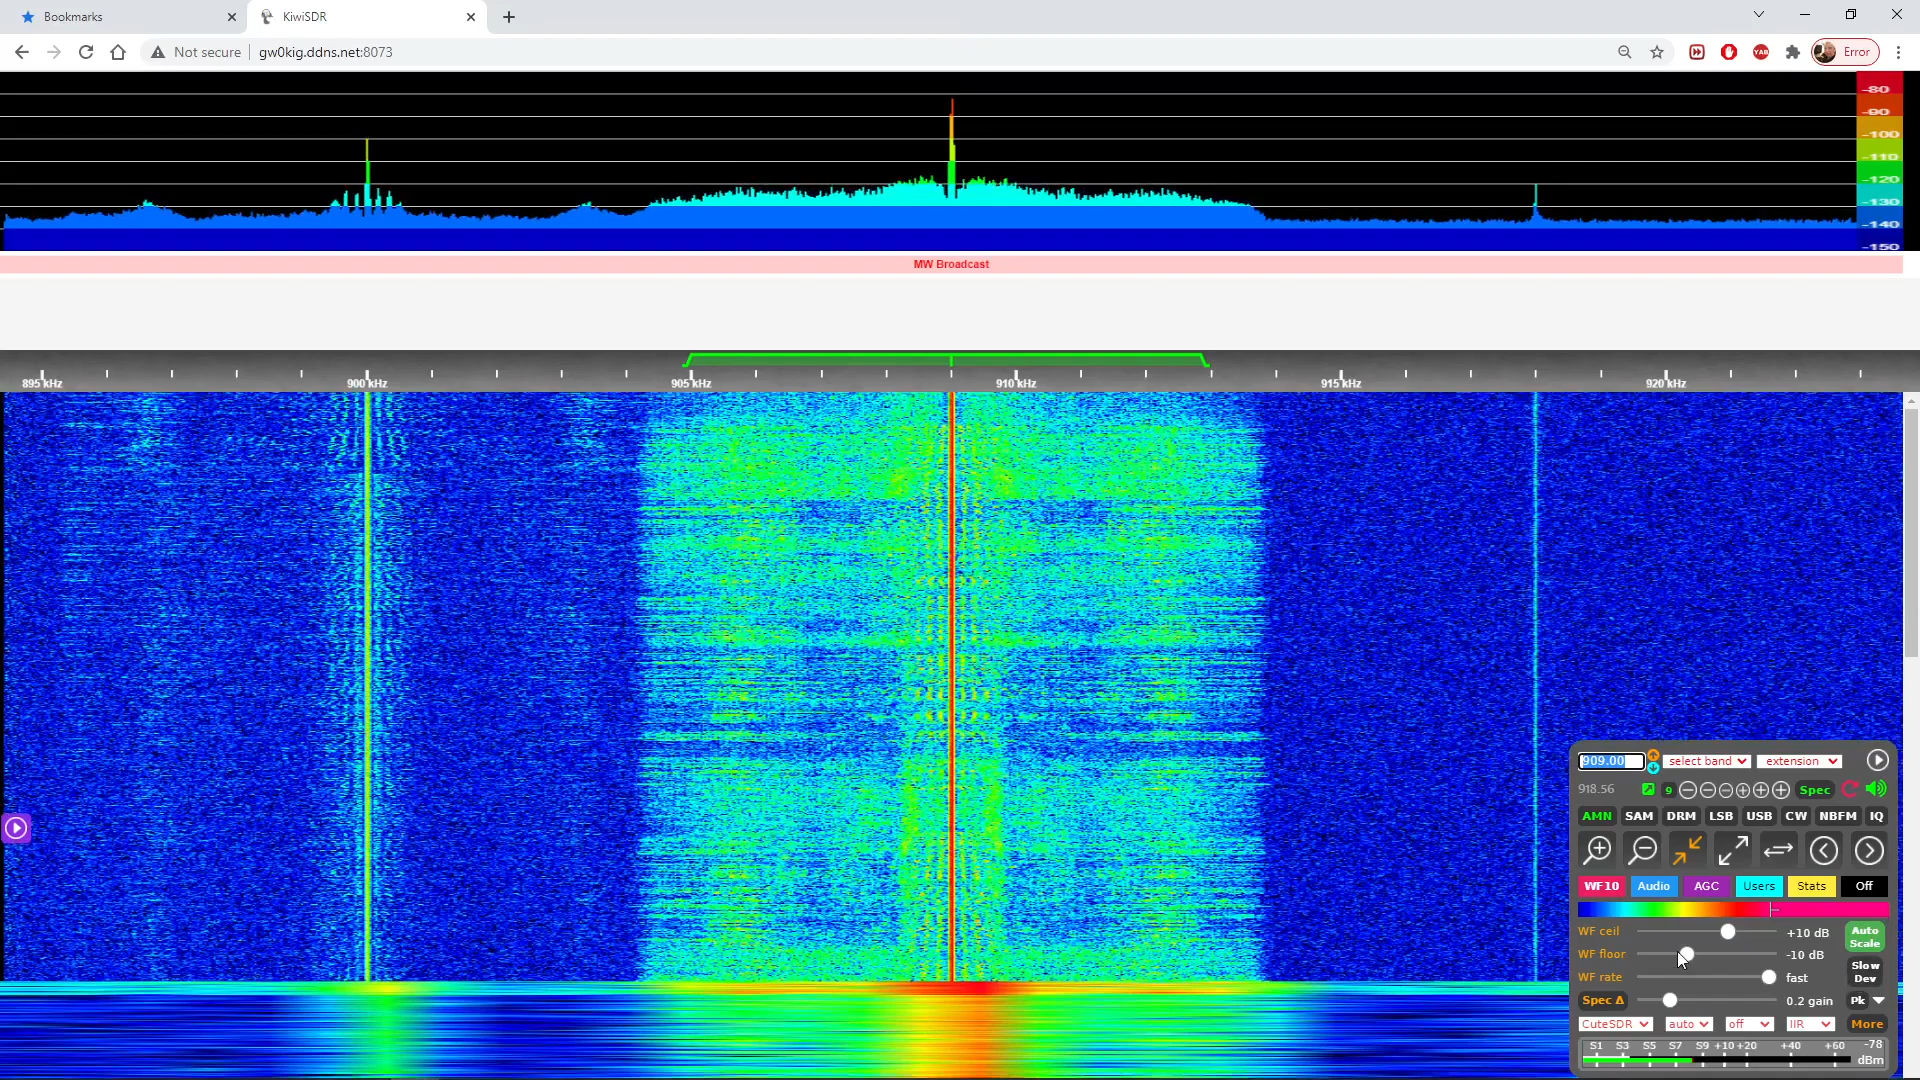 Bookmarks
KiwiSDR
Not secure
gw0kig.ddns.net:8073
YAB
Error
-80
-90
-100
-110
-120
-130
-140
-150
MW Broadcast
895 kHz 900 kHz 905 kHz 910 kHz 915 kHz 920 kHz
909.00 select band extension
918.56 9 Spec
AMN SAM DRM LSB USB CW NBFM IQ
WF10 Audio AGC Users Stats Off
WF ceil +10 dB Auto Scale
WF floor -10 dB
WF rate fast Slow Dev
Spec Δ 0.2 gain Pk
CuteSDR auto off IIR More
S1 S3 S5 S7 S9 +10 +20 +40 +60 -78 dBm